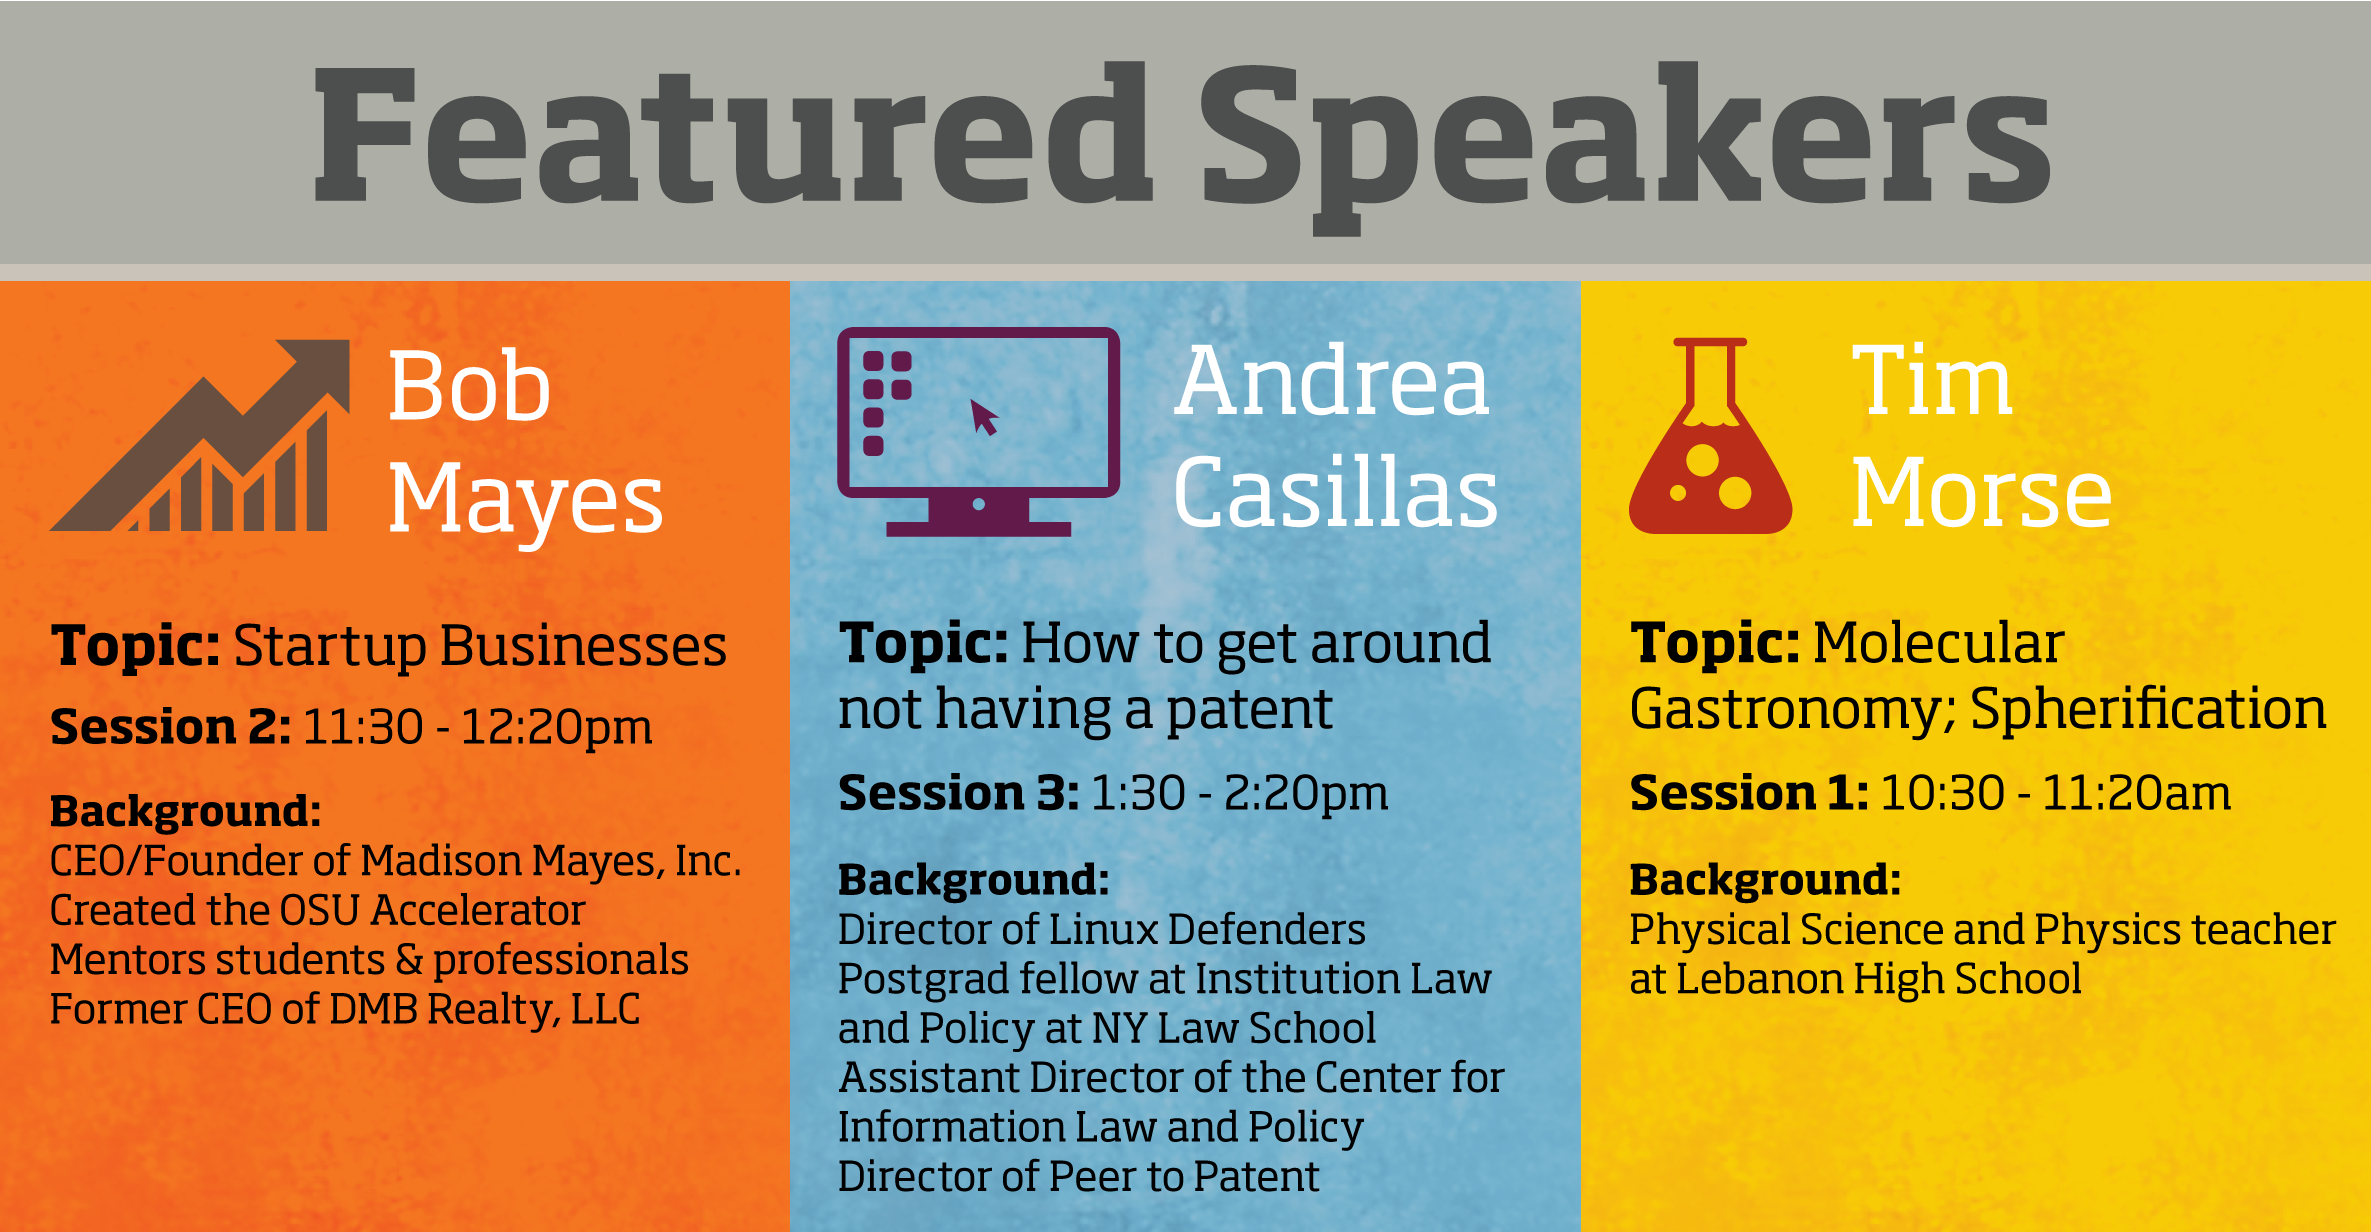 Featured Speakers
Bob
Mayes
Topic: Startup Businesses
Session 2: 11:30 - 12:20pm
Background:
CEO/Founder of Madison Mayes, Inc.
Created the OSU Accelerator
Mentors students & professionals
Former CEO of DMB Realty, LLC
Andrea
Casillas
Topic: How to get around
not having a patent
Session 3: 1:30 - 2:20pm
Background:
Director of Linux Defenders
Postgrad fellow at Institution Law
and Policy at NY Law School
Assistant Director of the Center for
Information Law and Policy
Director of Peer to Patent
Tim
Morse
Topic: Molecular
Gastronomy; Spherification
Session 1: 10:30 - 11:20am
Background:
Physical Science and Physics teacher
at Lebanon High School